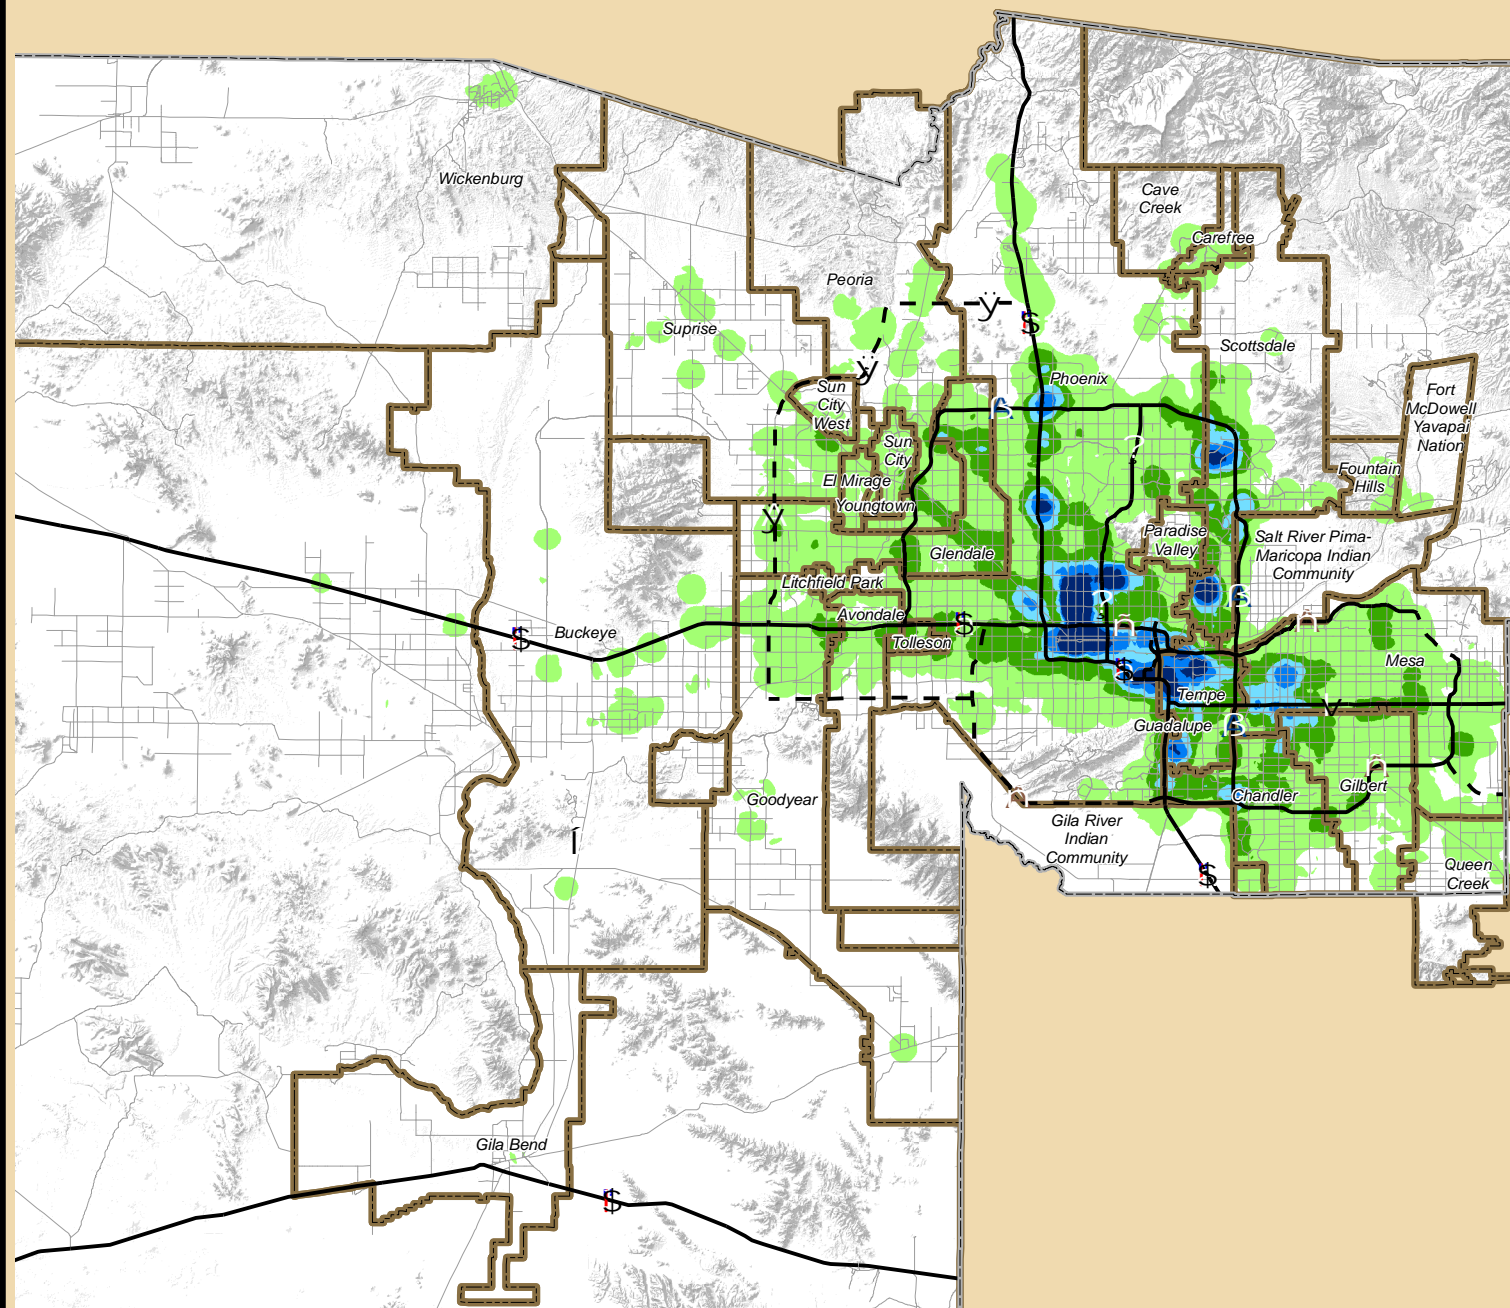 Wickenburg
Cave
Creek
Carefree
Peoria
Suprise
Scottsdale
Phoenix
Sun
City
West
Fort
McDowell
Yavapai
Nation
Sun
City
El Mirage
Youngtown
Fountain
Hills
Paradise
Valley
Salt River Pima-
Maricopa Indian
Community
Glendale
Litchfield Park
Avondale
Tolleson
Buckeye
Mesa
Tempe
Guadalupe
Goodyear
Chandler
Gilbert
Gila River
Indian
Community
Queen
Creek
Gila Bend